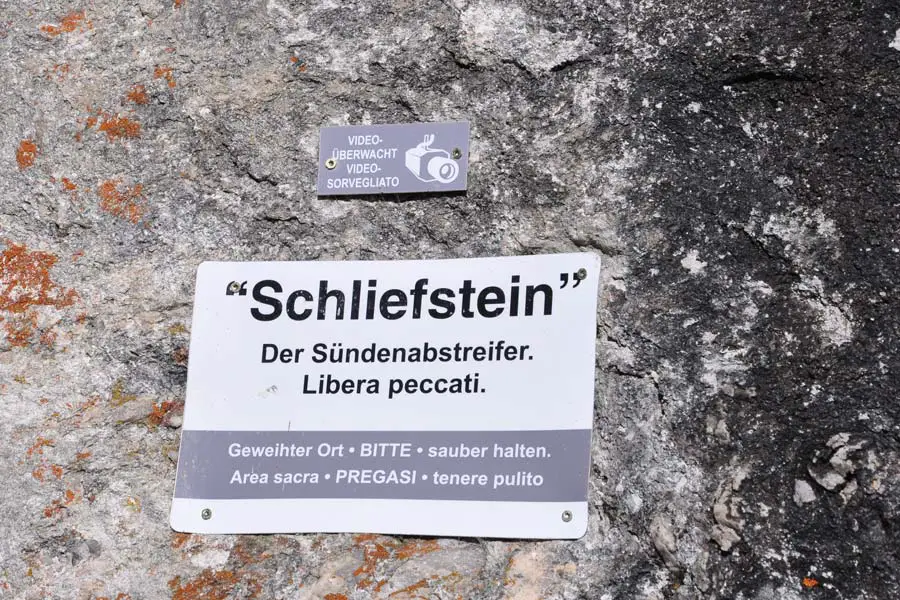 VIDEO-
ÜBERWACHT
VIDEO-
SORVEGLIATO
“Schliefstein”
Der Sündenabstreifer.
Libera peccati.
Geweihter Ort • BITTE • sauber halten.
Area sacra • PREGASI • tenere pulito